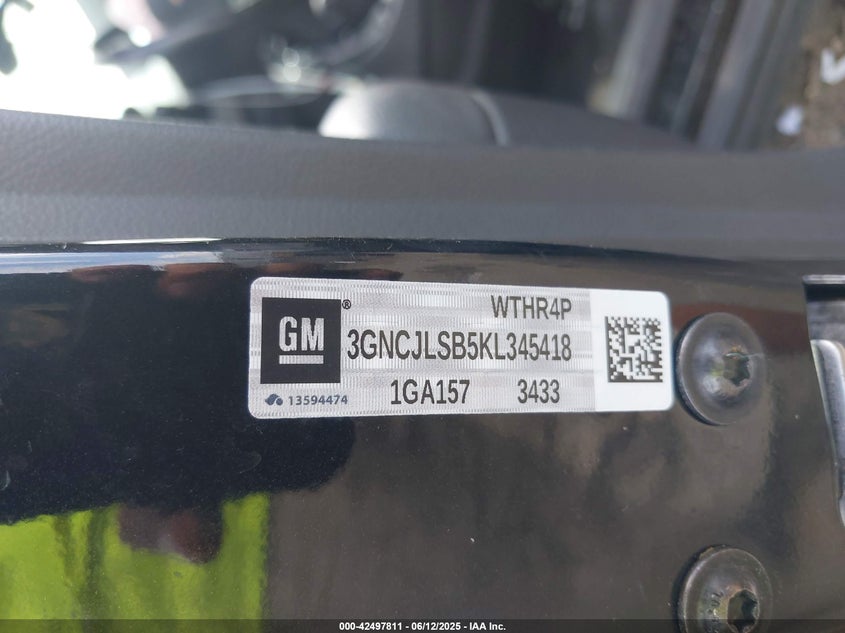 WTHR4P
GM®
3GNCJLSB5KL345418
1GA157 3433
13594474
000-42497811 - 06/12/2025 - IAA Inc.